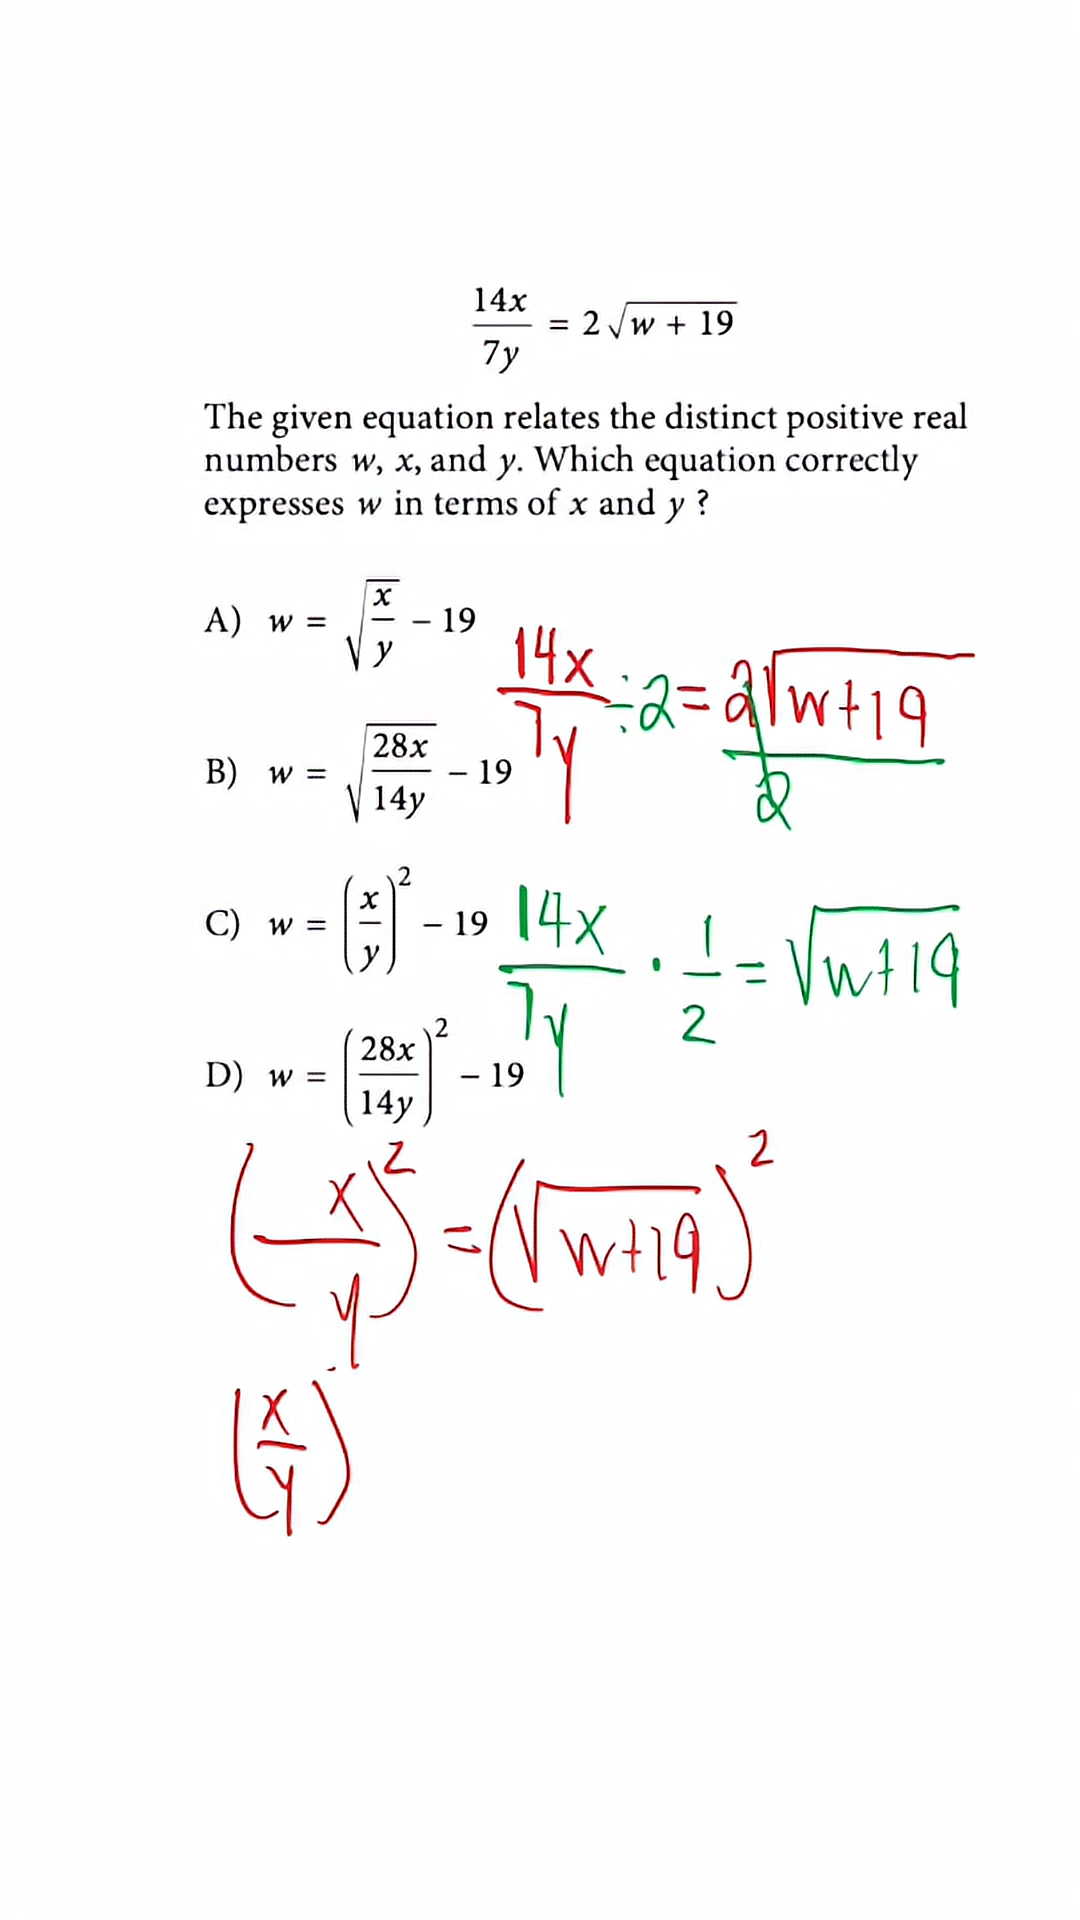 14x
7y = 2√w + 19
The given equation relates the distinct positive real
numbers w, x, and y. Which equation correctly
expresses w in terms of x and y ?
A) w = √x/y − 19
14x/7y ÷ 2 = 2√w+19/2
B) w = √28x/14y − 19
C) w = (x/y)² − 19
14x/7y · 1/2 = √w+19
D) w = (28x/14y)² − 19
(x/y)² = (√w+19)²
(x/y)